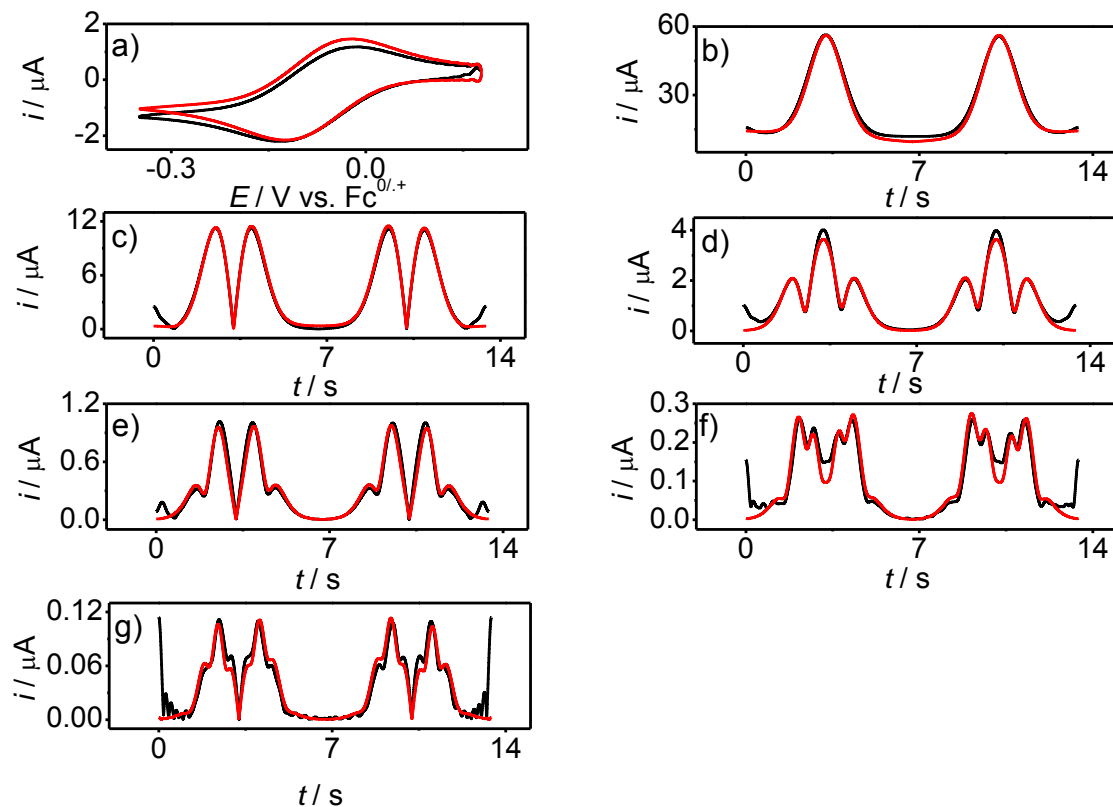 a)
i / μA
2
0
-2
-0.3
0.0
E / V vs. Fc0/.+
b)
i / μA
60
30
0
7
14
t / s
c)
i / μA
12
6
0
0
7
14
t / s
d)
i / μA
4
2
0
0
7
14
t / s
e)
i / μA
1.2
0.6
0.0
0
7
14
t / s
f)
i / μA
0.3
0.2
0.1
0.0
0
7
14
t / s
g)
i / μA
0.12
0.06
0.00
0
7
14
t / s